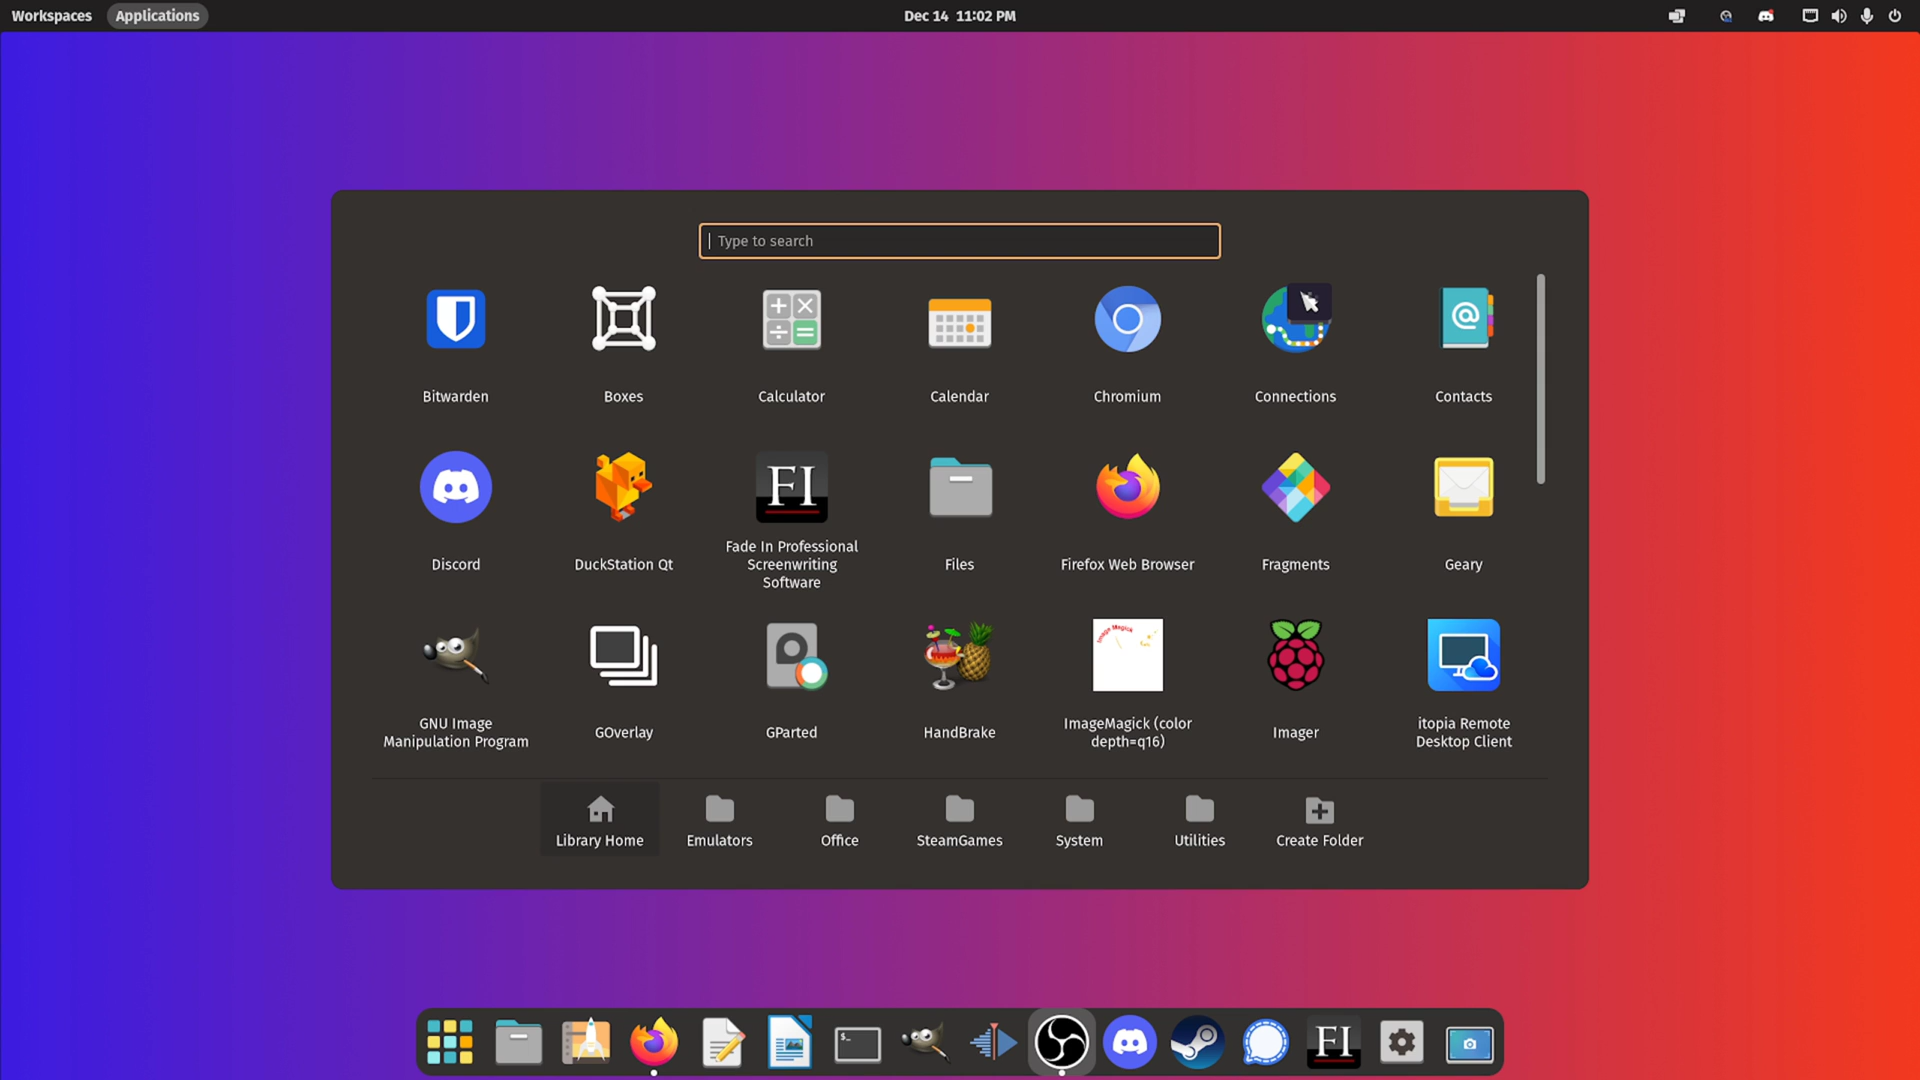 Workspaces Applications Dec 14 11:02 PM
Type to search
Bitwarden Boxes Calculator Calendar Chromium Connections Contacts
FI
Discord DuckStation Qt Fade In Professional Files Firefox Web Browser Fragments Geary
Screenwriting
Software
Image Magick
GNU Image GOverlay GParted HandBrake ImageMagick (color Imager itopia Remote
Manipulation Program depth=q16) Desktop Client
Library Home Emulators Office SteamGames System Utilities Create Folder
$_ FI